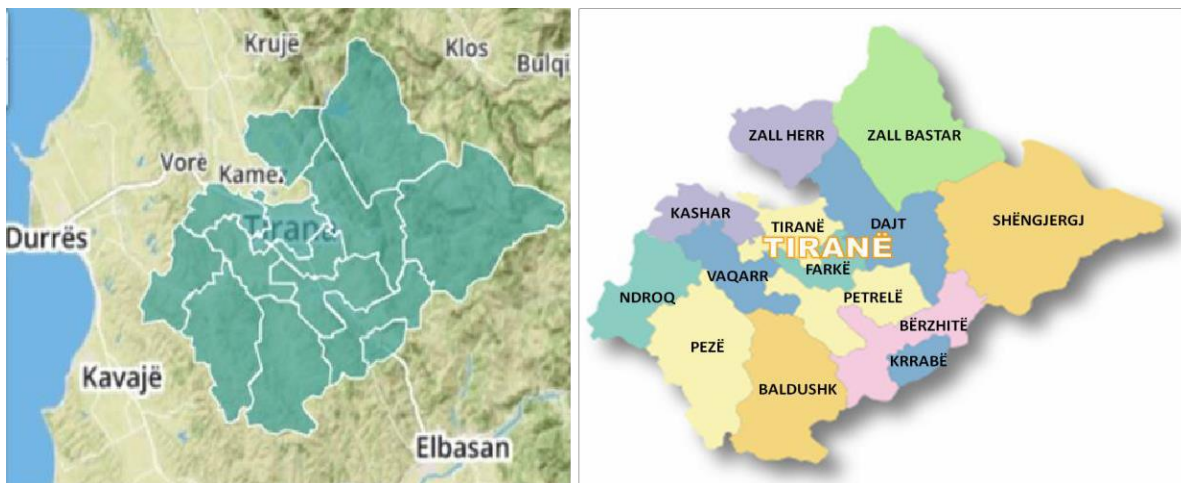 Krujë
Klos
Bulqi
Vorë
Kamez
Durrës
Tirana
Kavajë
Elbasan
ZALL HERR
ZALL BASTAR
KASHAR
TIRANË
DAJT
SHËNGJERGJ
TIRANË
FARKË
VAQARR
NDROQ
PETRELË
BËRZHITË
PEZË
KRRABË
BALDUSHK